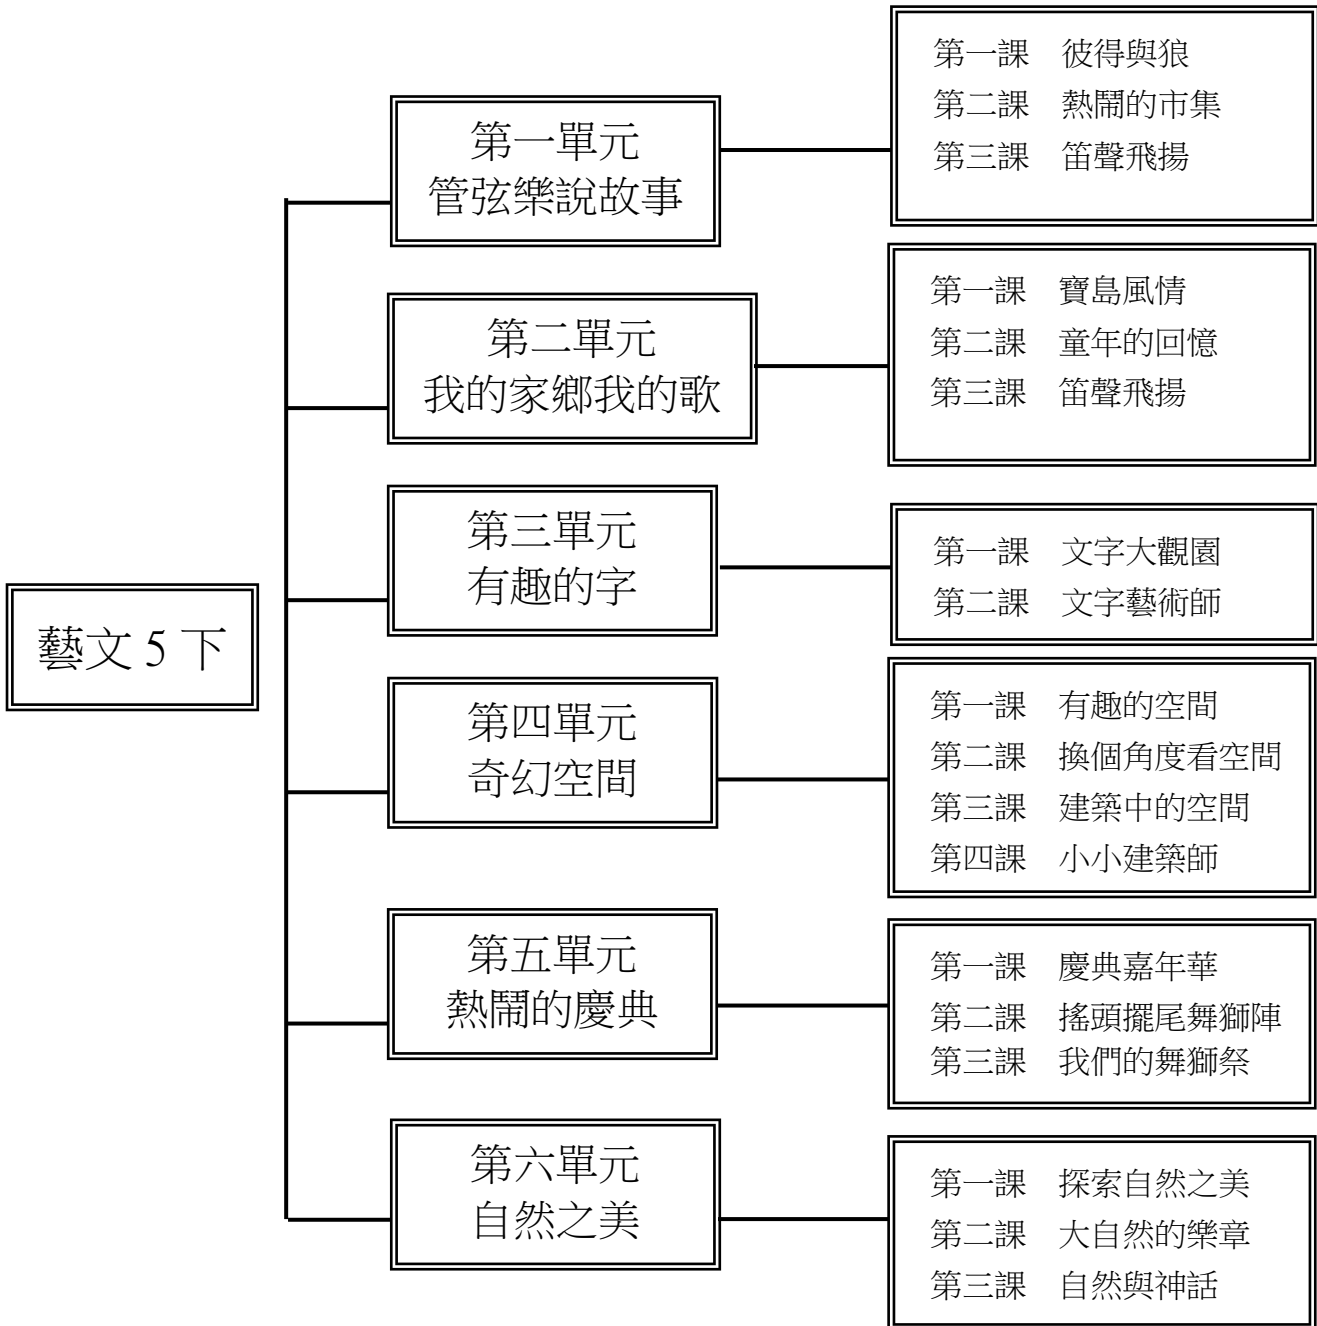 藝文 5 下
第一單元
管弦樂說故事
第一課　彼得與狼
第二課　熱鬧的市集
第三課　笛聲飛揚
第二單元
我的家鄉我的歌
第一課　寶島風情
第二課　童年的回憶
第三課　笛聲飛揚
第三單元
有趣的字
第一課　文字大觀園
第二課　文字藝術師
第四單元
奇幻空間
第一課　有趣的空間
第二課　換個角度看空間
第三課　建築中的空間
第四課　小小建築師
第五單元
熱鬧的慶典
第一課　慶典嘉年華
第二課　搖頭擺尾舞獅陣
第三課　我們的舞獅祭
第六單元
自然之美
第一課　探索自然之美
第二課　大自然的樂章
第三課　自然與神話